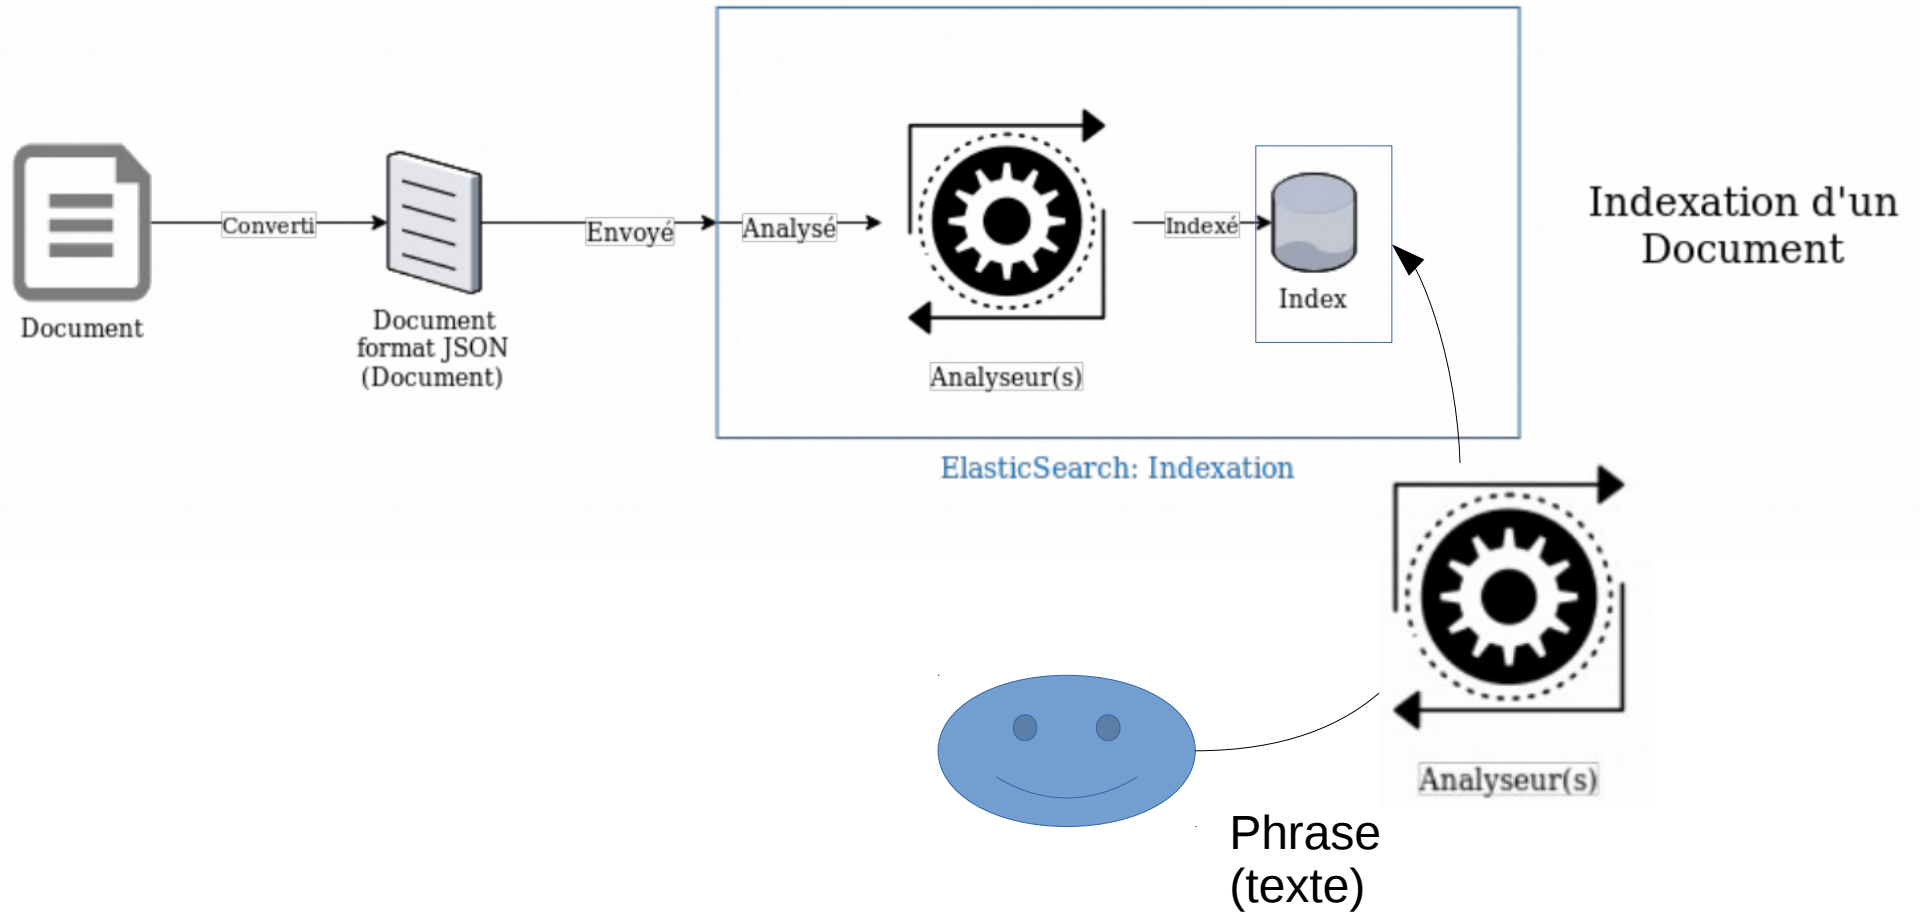 Converti
Envoyé
Analysé
Indexé
Indexation d'un
Document
Document
Document
format JSON
(Document)
Index
Analyseur(s)
ElasticSearch: Indexation
Analyseur(s)
Phrase
(texte)